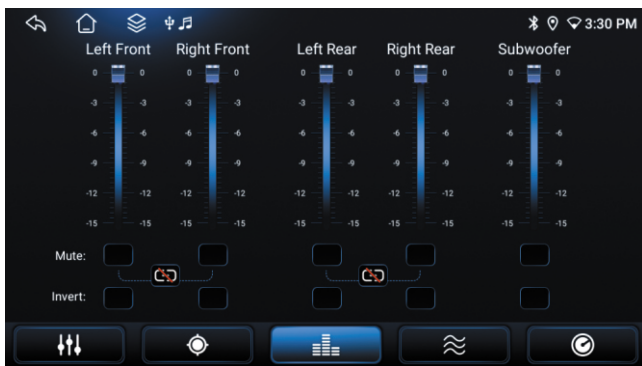 3:30 PM
Left Front Right Front Left Rear Right Rear Subwoofer
0 0 0 0 0 0 0 0 0 0
-3 -3 -3 -3 -3 -3 -3 -3 -3 -3
-6 -6 -6 -6 -6 -6 -6 -6 -6 -6
-9 -9 -9 -9 -9 -9 -9 -9 -9 -9
-12 -12 -12 -12 -12 -12 -12 -12 -12 -12
-15 -15 -15 -15 -15 -15 -15 -15 -15 -15
Mute:
Invert: